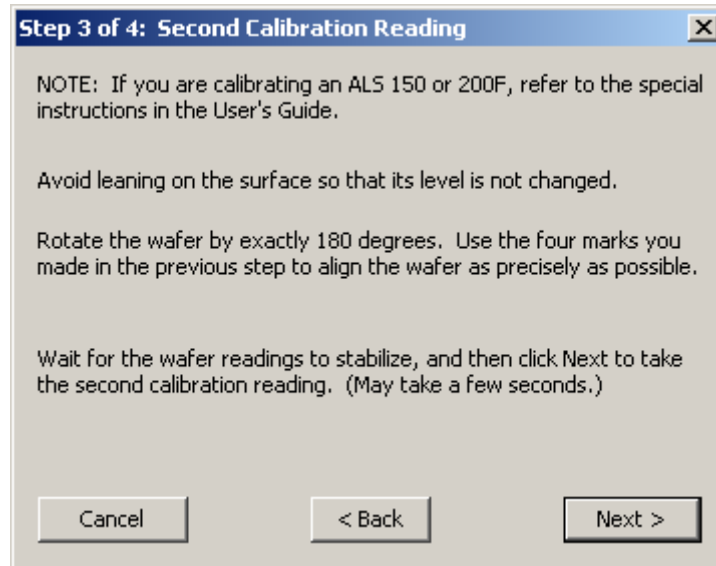 Step 3 of 4:  Second Calibration Reading
NOTE:  If you are calibrating an ALS 150 or 200F, refer to the special
instructions in the User's Guide.
Avoid leaning on the surface so that its level is not changed.
Rotate the wafer by exactly 180 degrees.  Use the four marks you
made in the previous step to align the wafer as precisely as possible.
Wait for the wafer readings to stabilize, and then click Next to take
the second calibration reading.  (May take a few seconds.)
Cancel
< Back
Next >